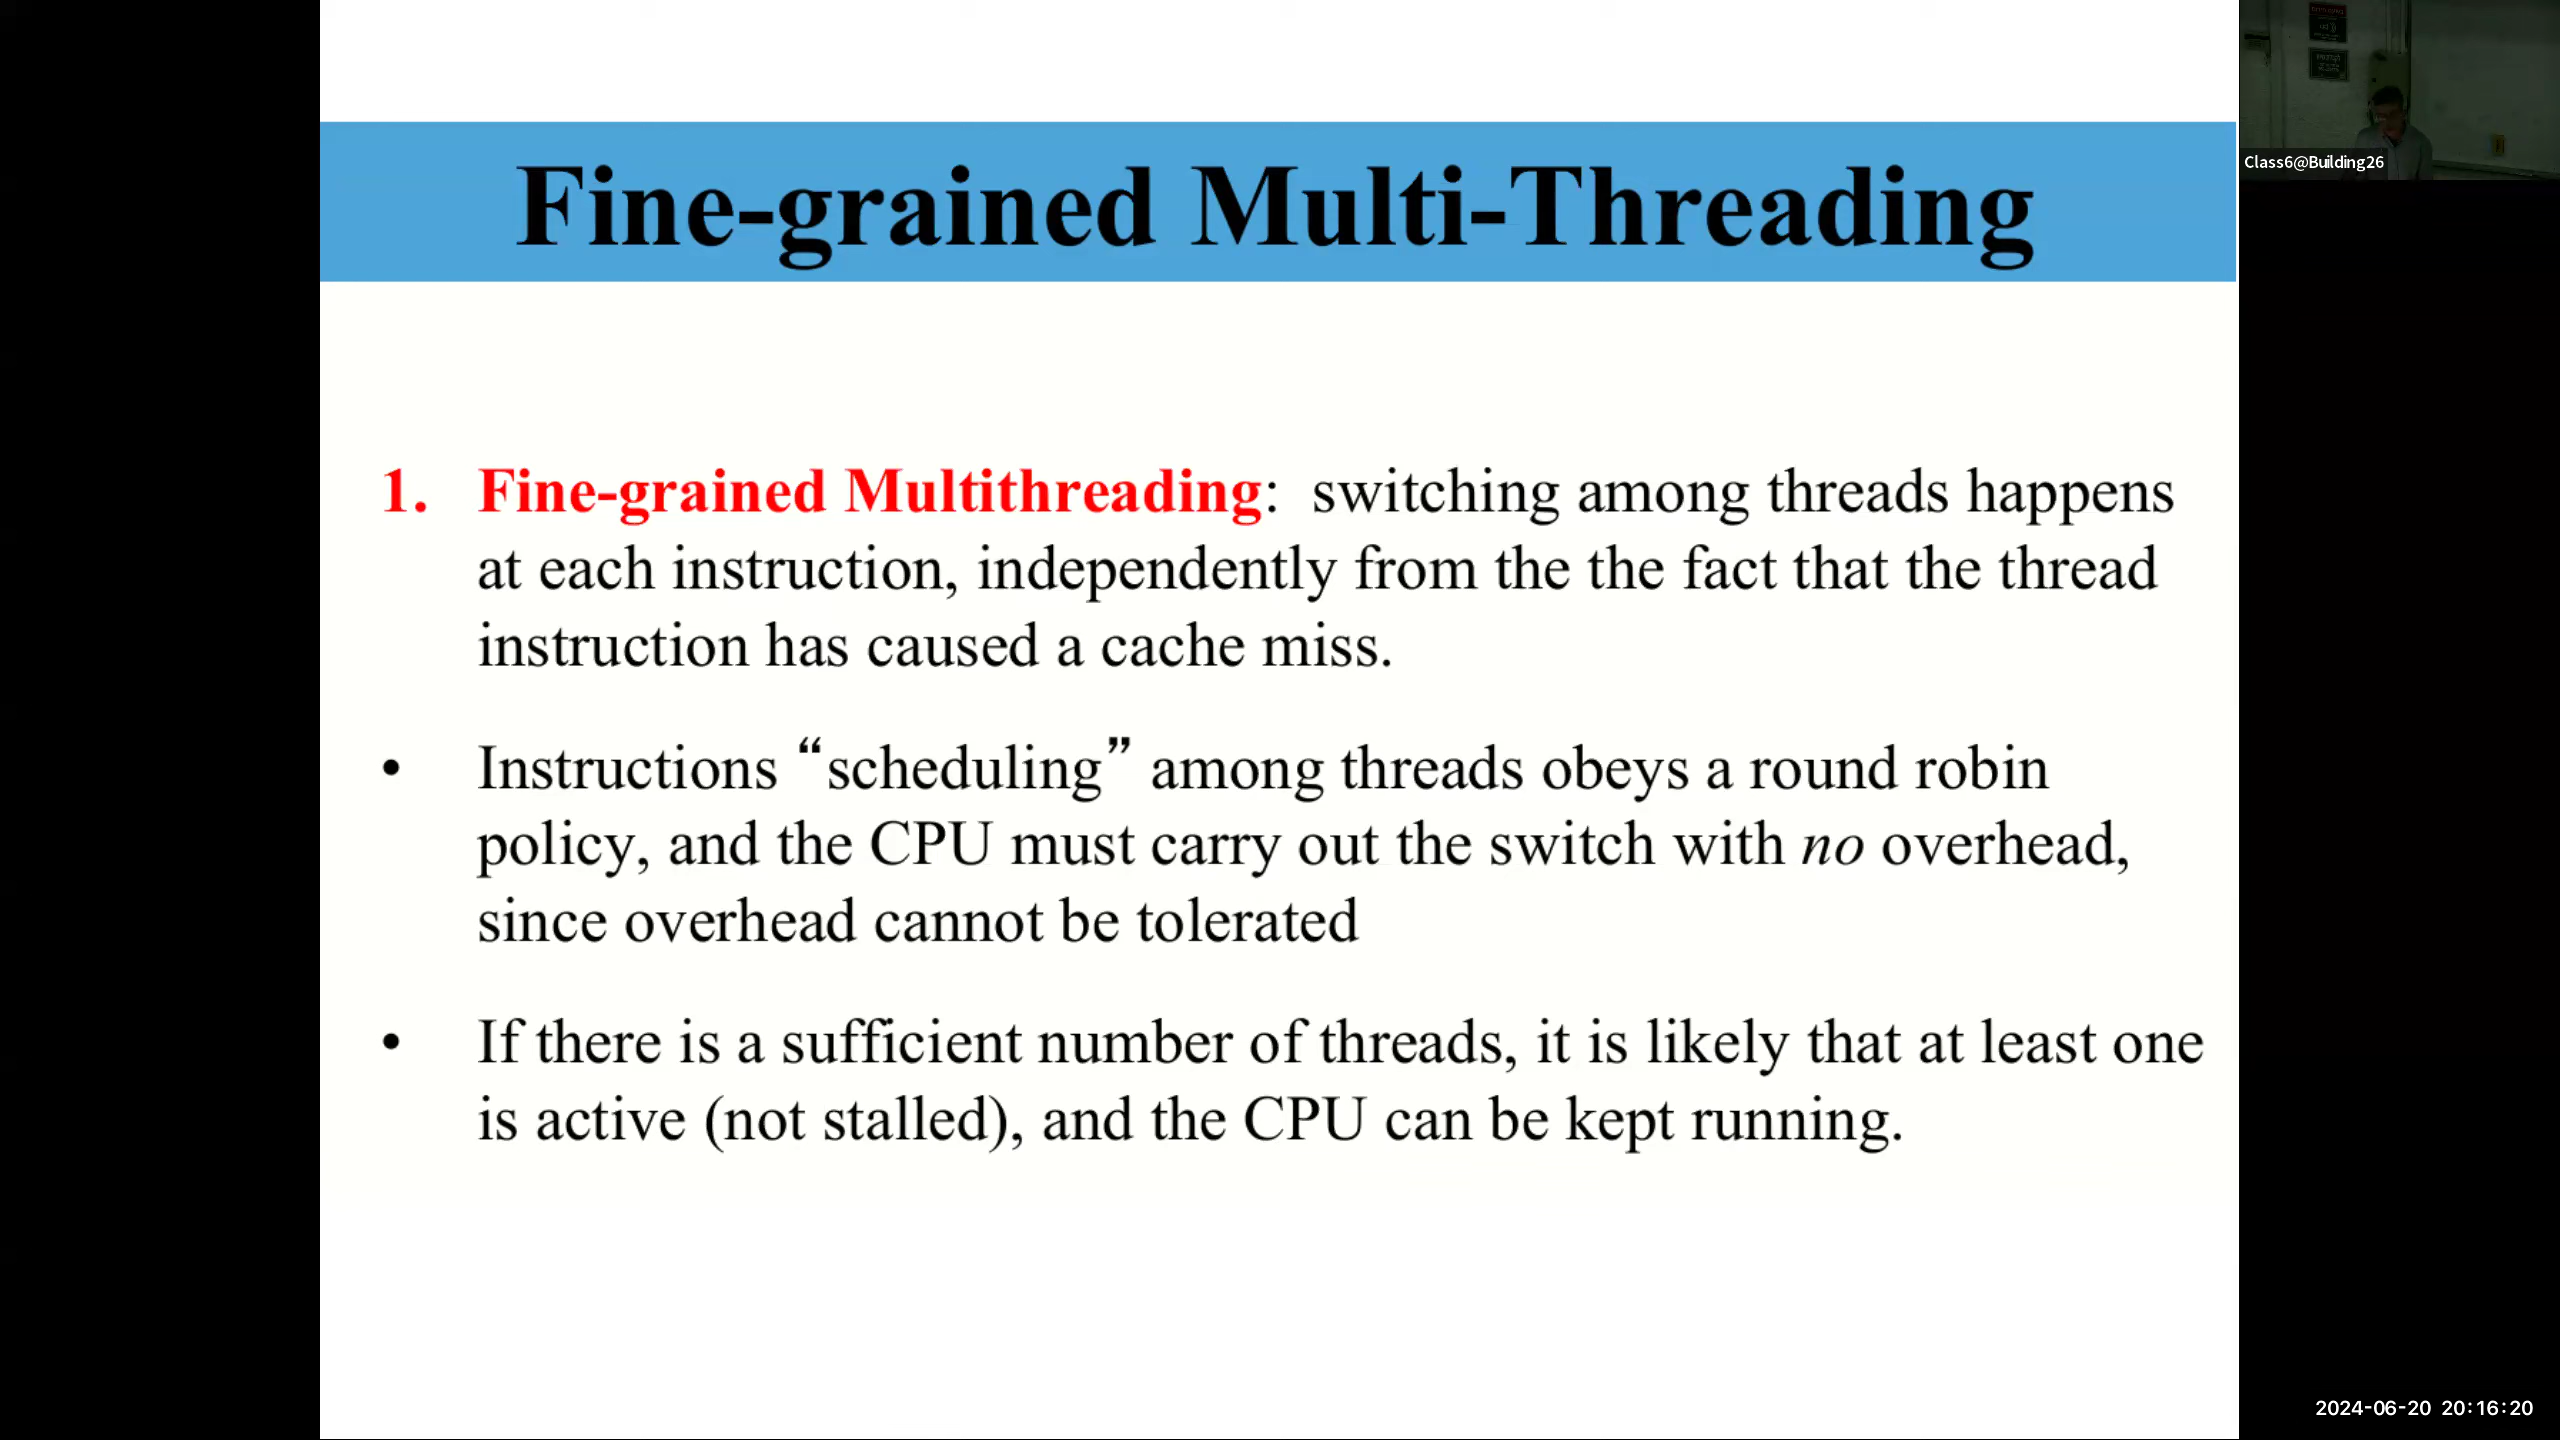 Fine-grained Multi-Threading
1. Fine-grained Multithreading: switching among threads happens
at each instruction, independently from the the fact that the thread
instruction has caused a cache miss.
• Instructions “scheduling” among threads obeys a round robin
policy, and the CPU must carry out the switch with no overhead,
since overhead cannot be tolerated
• If there is a sufficient number of threads, it is likely that at least one
is active (not stalled), and the CPU can be kept running.
Class6@Building26
2024-06-20 20:16:20